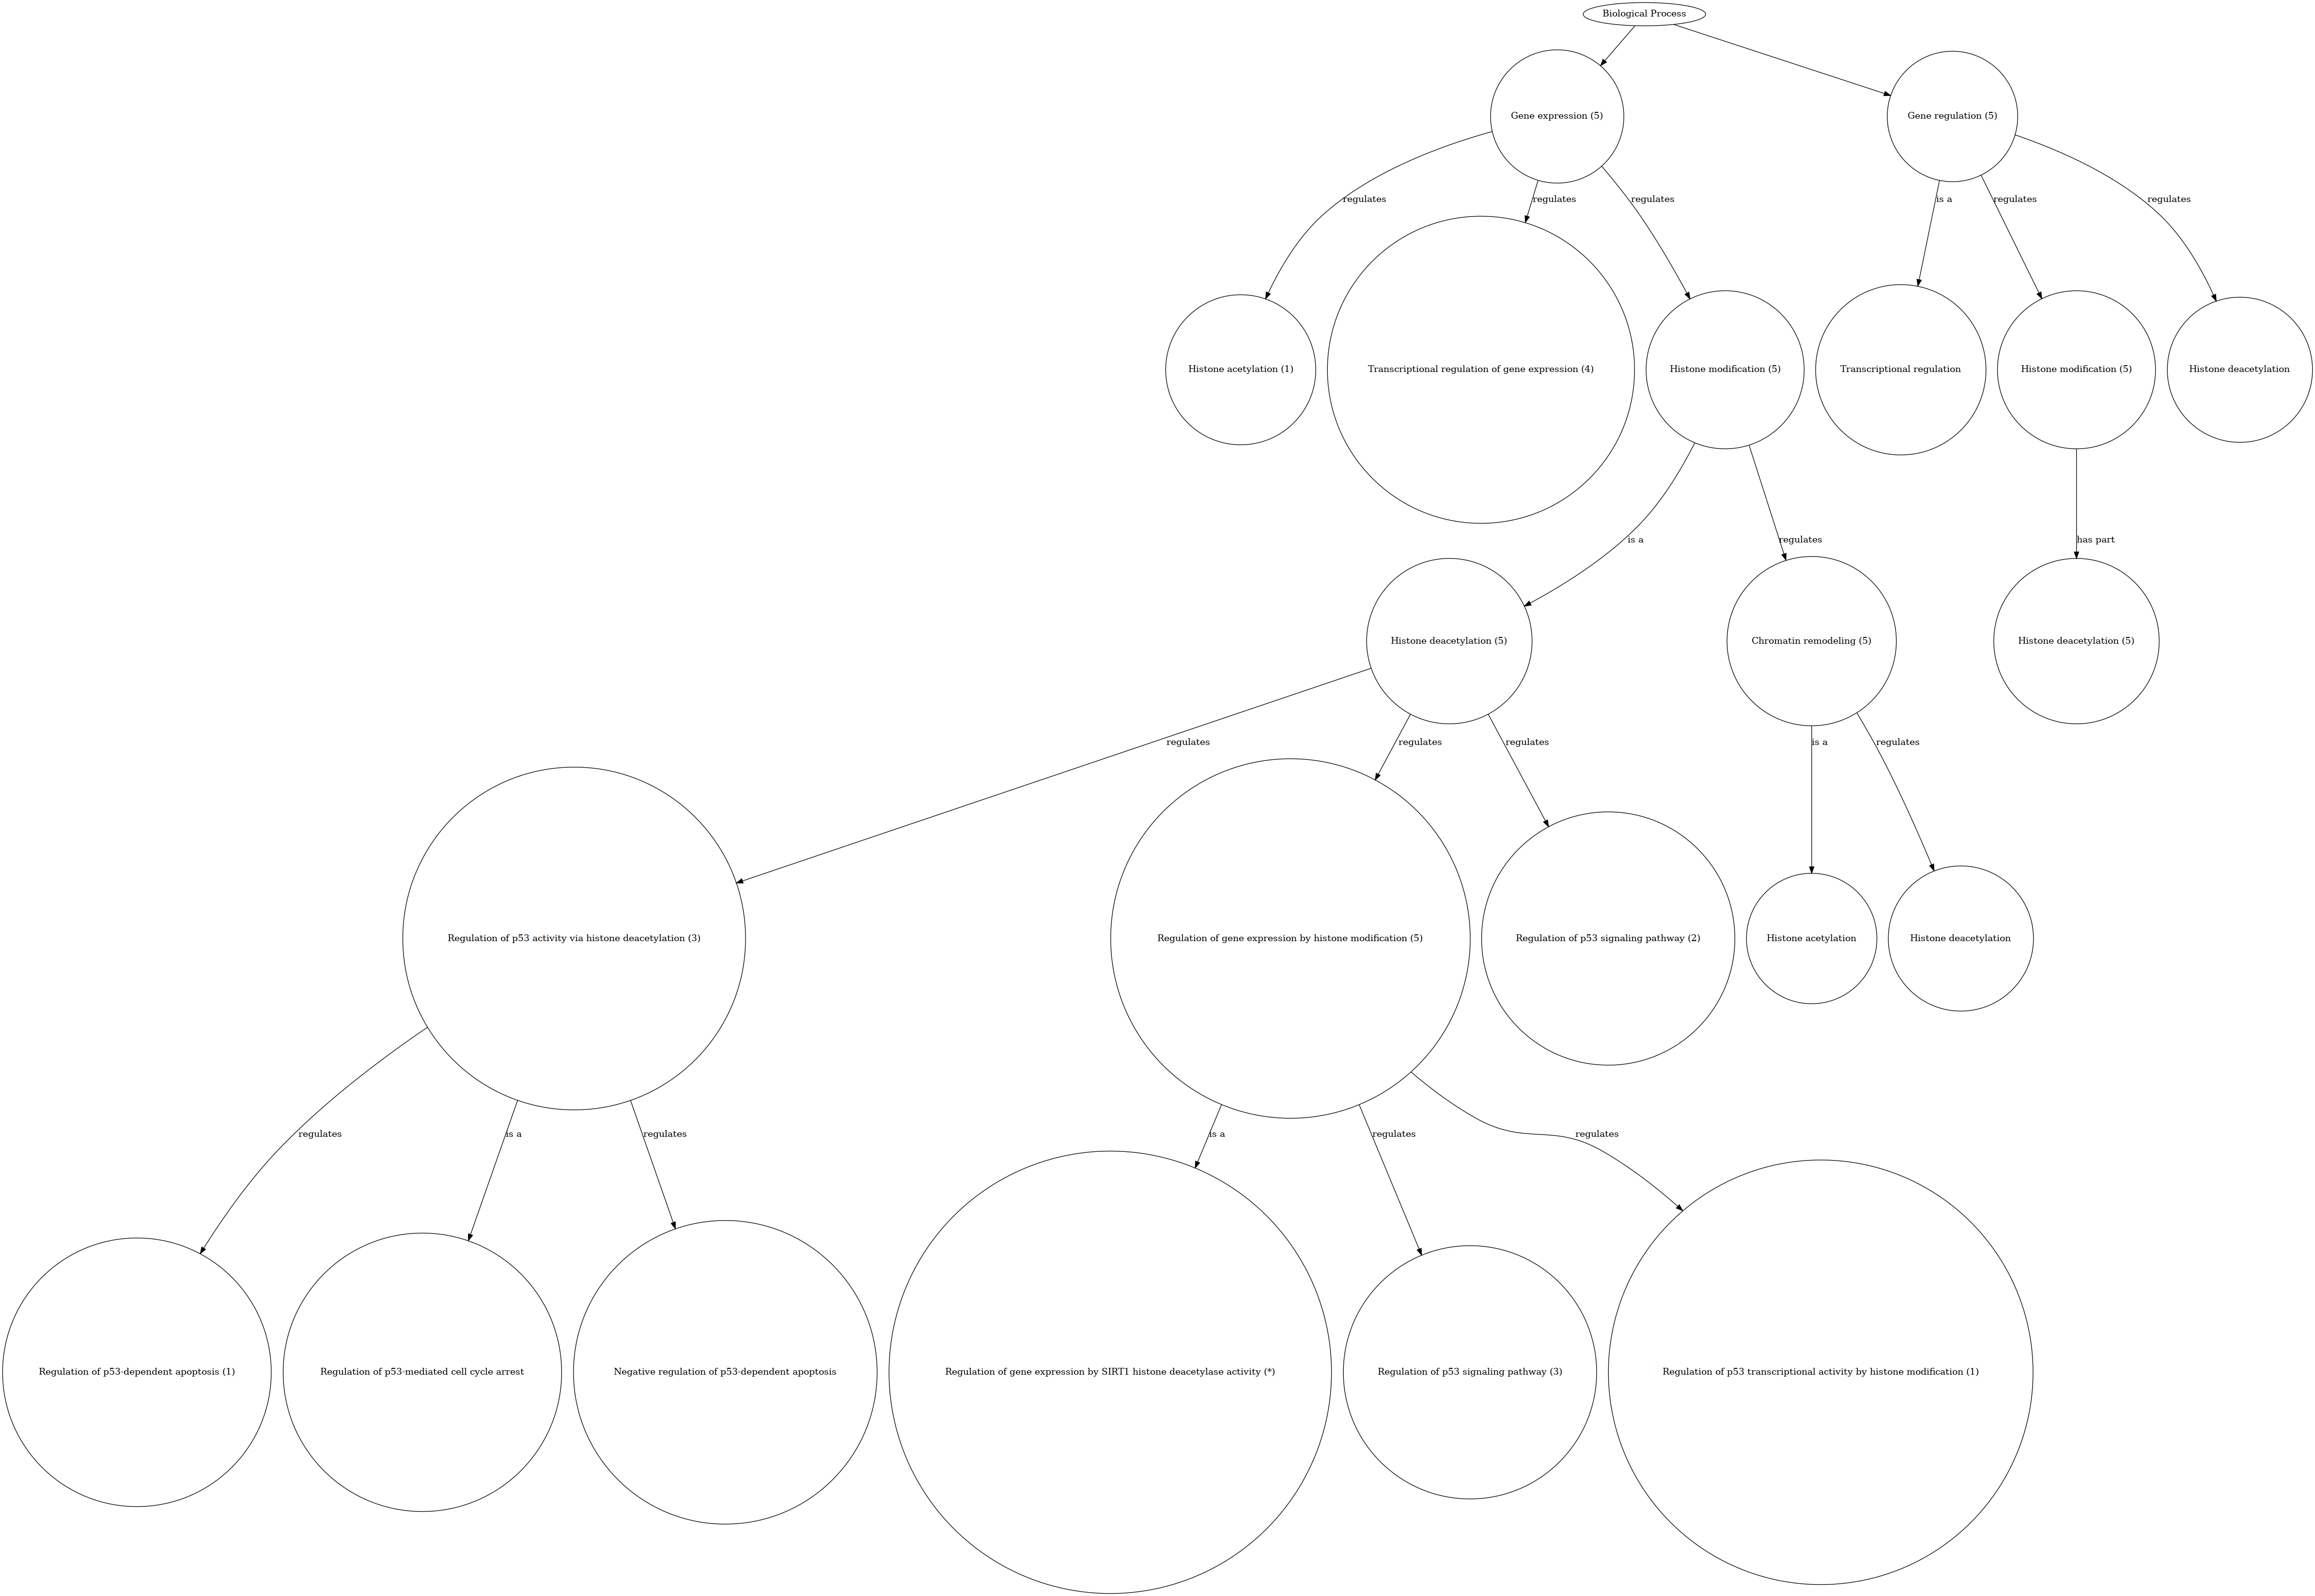 Biological Process
Gene expression (5)
Gene regulation (5)
regulates
regulates
regulates
is a
regulates
regulates
Histone acetylation (1)
Transcriptional regulation of gene expression (4)
Histone modification (5)
Transcriptional regulation
Histone modification (5)
Histone deacetylation
is a
regulates
has part
Histone deacetylation (5)
Chromatin remodeling (5)
Histone deacetylation (5)
regulates
regulates
regulates
is a
regulates
Regulation of p53 activity via histone deacetylation (3)
Regulation of gene expression by histone modification (5)
Regulation of p53 signaling pathway (2)
Histone acetylation
Histone deacetylation
regulates
is a
regulates
is a
regulates
regulates
Regulation of p53-dependent apoptosis (1)
Regulation of p53-mediated cell cycle arrest
Negative regulation of p53-dependent apoptosis
Regulation of gene expression by SIRT1 histone deacetylase activity (*)
Regulation of p53 signaling pathway (3)
Regulation of p53 transcriptional activity by histone modification (1)